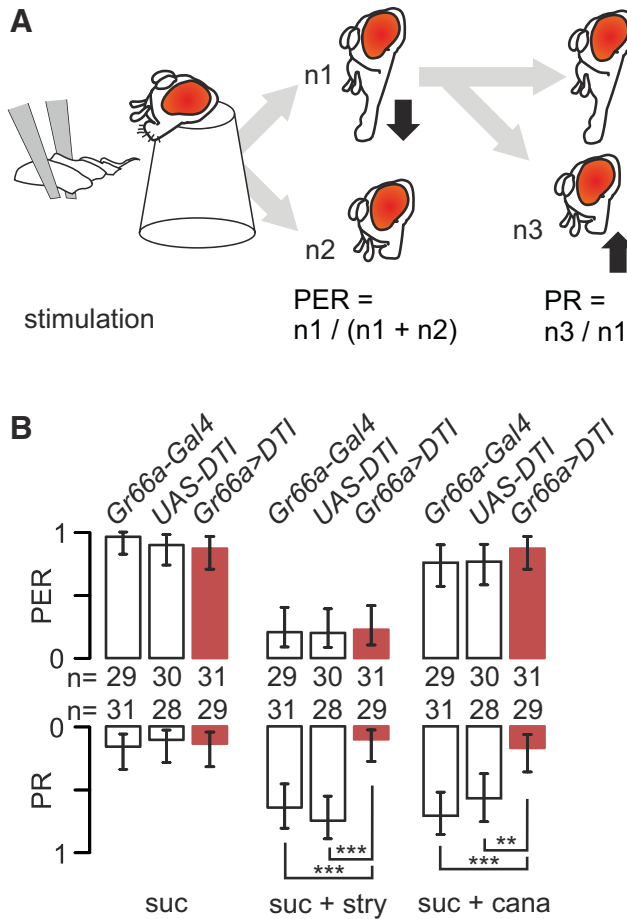 A
n1
n2
n3
stimulation
PER =
n1 / (n1 + n2)
PR =
n3 / n1
B
Gr66a-Gal4 UAS-DTI Gr66a>DTI Gr66a-Gal4 UAS-DTI Gr66a>DTI Gr66a-Gal4 UAS-DTI Gr66a>DTI
1
PER
0
n= 29 30 31 29 30 31 29 30 31
n= 31 28 29 31 28 29 31 28 29
0
PR
1
*** **
*** ***
suc suc + stry suc + cana